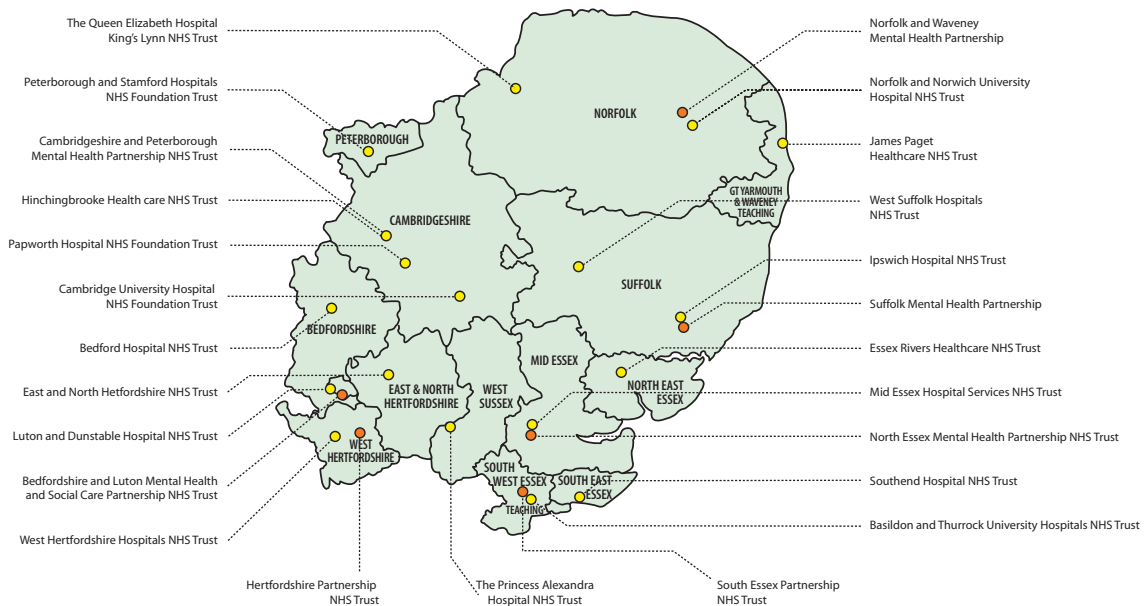 The Queen Elizabeth Hospital
King's Lynn NHS Trust
Peterborough and Stamford Hospitals
NHS Foundation Trust
Cambridgeshire and Peterborough
Mental Health Partnership NHS Trust
Hinchingbrooke Health care NHS Trust
Papworth Hospital NHS Foundation Trust
Cambridge University Hospital
NHS Foundation Trust
Bedford Hospital NHS Trust
East and North Hetfordshire NHS Trust
Luton and Dunstable Hospital NHS Trust
Bedfordshire and Luton Mental Health
and Social Care Partnership NHS Trust
West Hertfordshire Hospitals NHS Trust
Hertfordshire Partnership
NHS Trust
The Princess Alexandra
Hospital NHS Trust
South Essex Partnership
NHS Trust
NORFOLK
PETERBOROUGH
GT YARMOUTH
& WAVENEY
TEACHING
CAMBRIDGESHIRE
SUFFOLK
BEDFORDSHIRE
MID ESSEX
EAST & NORTH
HERTFORDSHIRE
WEST
SUSSEX
NORTH EAST
ESSEX
WEST
HERTFORDSHIRE
SOUTH
WEST ESSEX
TEACHING
SOUTH EAST
ESSEX
Norfolk and Waveney
Mental Health Partnership
Norfolk and Norwich University
Hospital NHS Trust
James Paget
Healthcare NHS Trust
West Suffolk Hospitals
NHS Trust
Ipswich Hospital NHS Trust
Suffolk Mental Health Partnership
Essex Rivers Healthcare NHS Trust
Mid Essex Hospital Services NHS Trust
North Essex Mental Health Partnership NHS Trust
Southend Hospital NHS Trust
Basildon and Thurrock University Hospitals NHS Trust